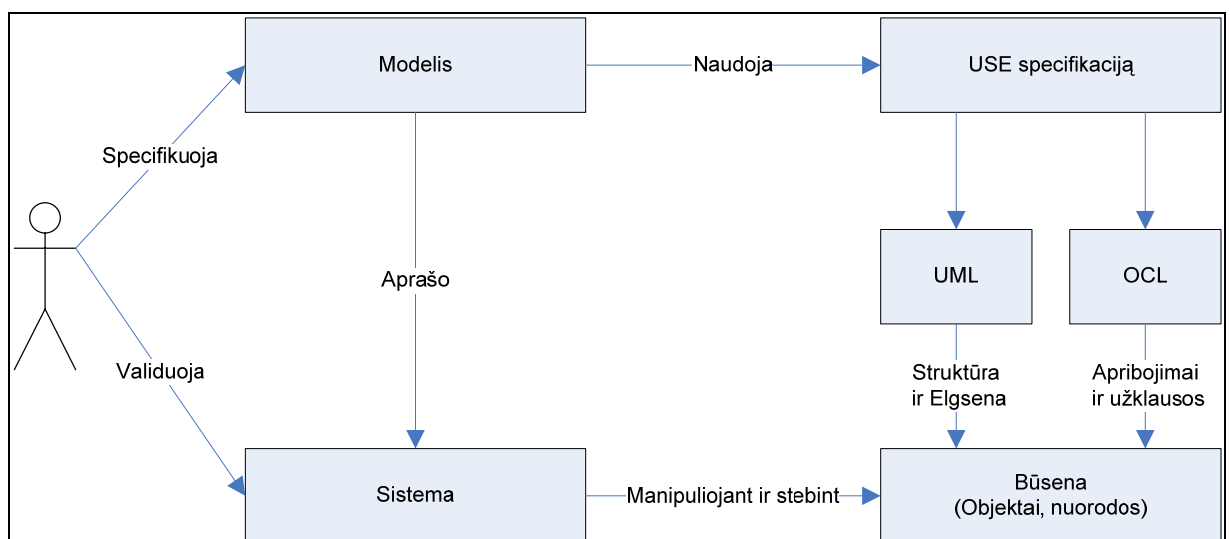 Modelis
Naudoja
USE specifikaciją
Specifikuoja
UML
OCL
Aprašo
Validuoja
Struktūra
ir Elgsena
Apribojimai
ir užklausos
Sistema
Manipuliojant ir stebint
Būsena
(Objektai, nuorodos)